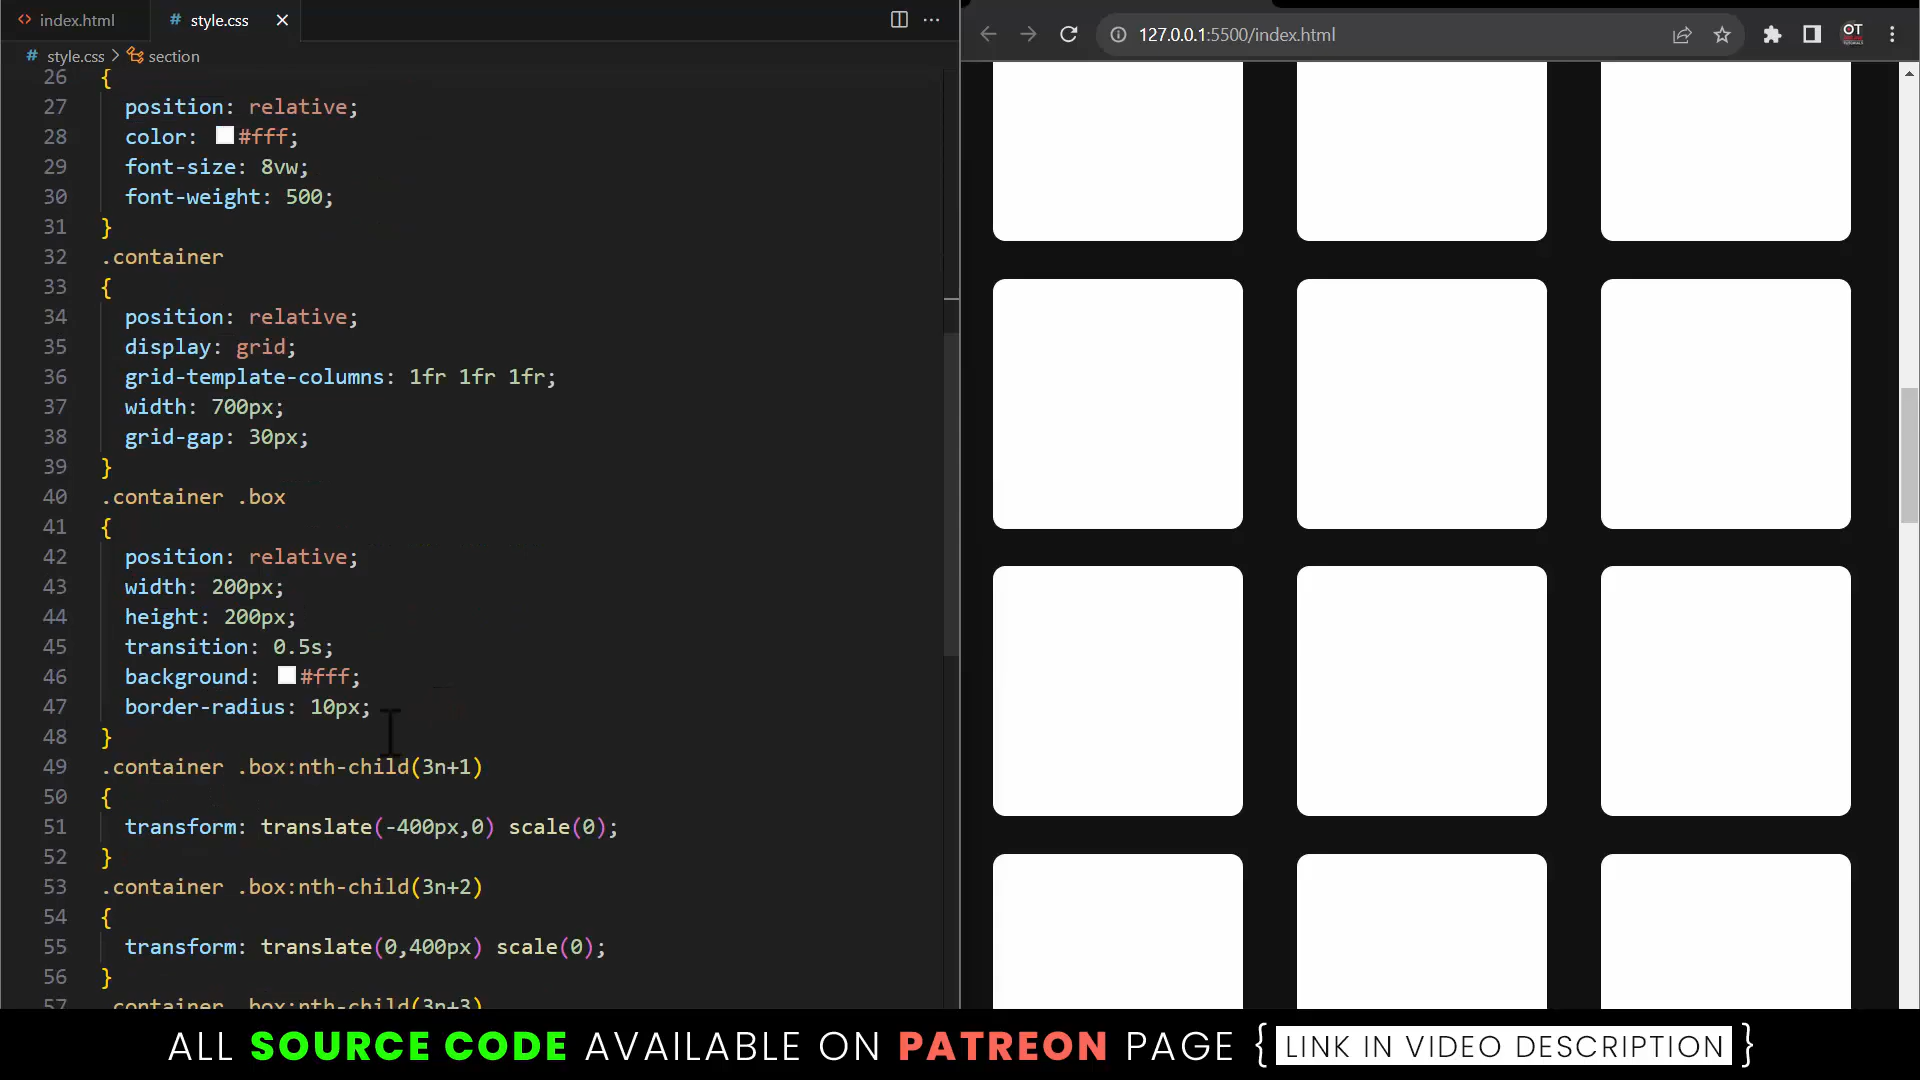 index.html
style.css
style.css > section
26 {
27 position: relative;
28 color: #fff;
29 font-size: 8vw;
30 font-weight: 500;
31 }
32 .container
33 {
34 position: relative;
35 display: grid;
36 grid-template-columns: 1fr 1fr 1fr;
37 width: 700px;
38 grid-gap: 30px;
39 }
40 .container .box
41 {
42 position: relative;
43 width: 200px;
44 height: 200px;
45 transition: 0.5s;
46 background: #fff;
47 border-radius: 10px;
48 }
49 .container .box:nth-child(3n+1)
50 {
51 transform: translate(-400px,0) scale(0);
52 }
53 .container .box:nth-child(3n+2)
54 {
55 transform: translate(0,400px) scale(0);
56 }
57 .container .box:nth-child(3n+3)
127.0.0.1:5500/index.html
OT
ALL SOURCE CODE AVAILABLE ON PATREON PAGE { LINK IN VIDEO DESCRIPTION }